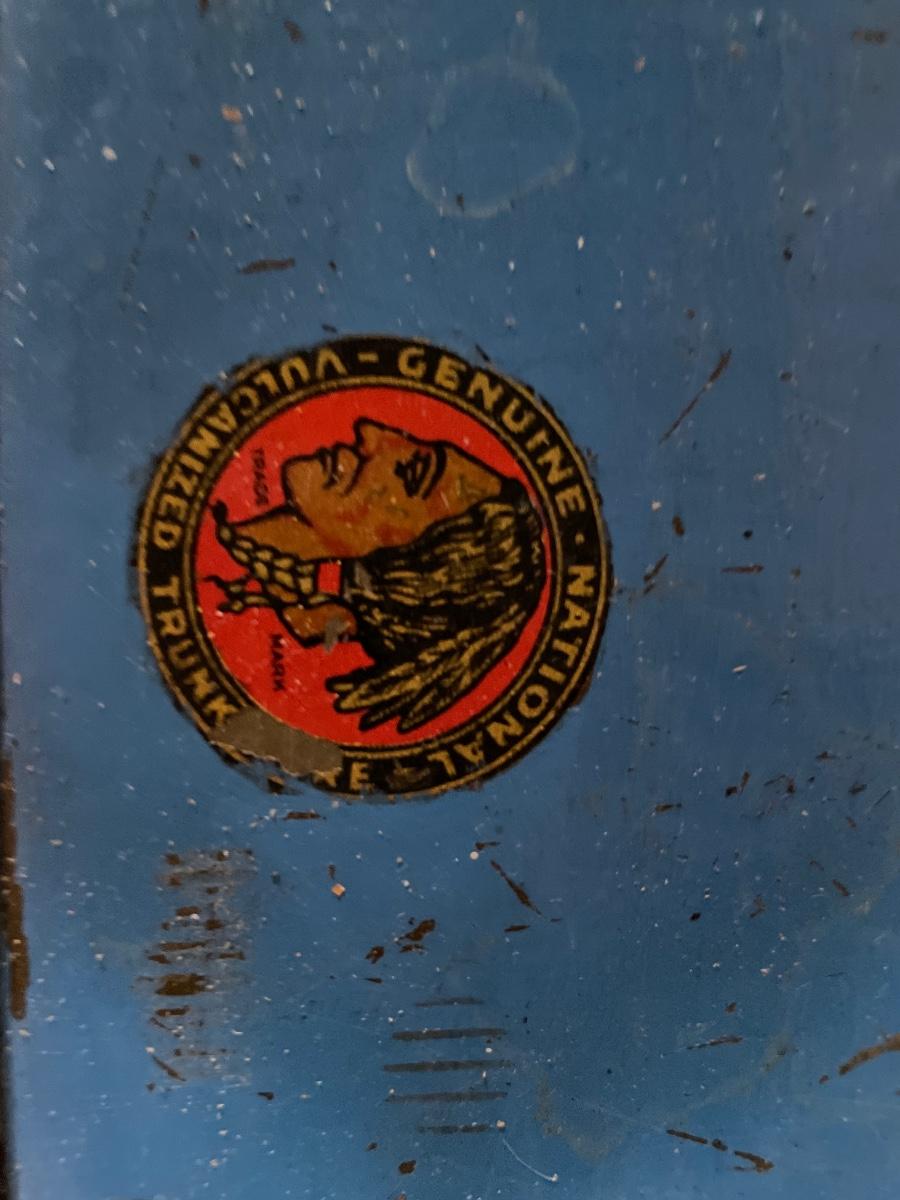 GENUINE · NATIONAL
VULCANIZED TRUNK
TRADE
MARK